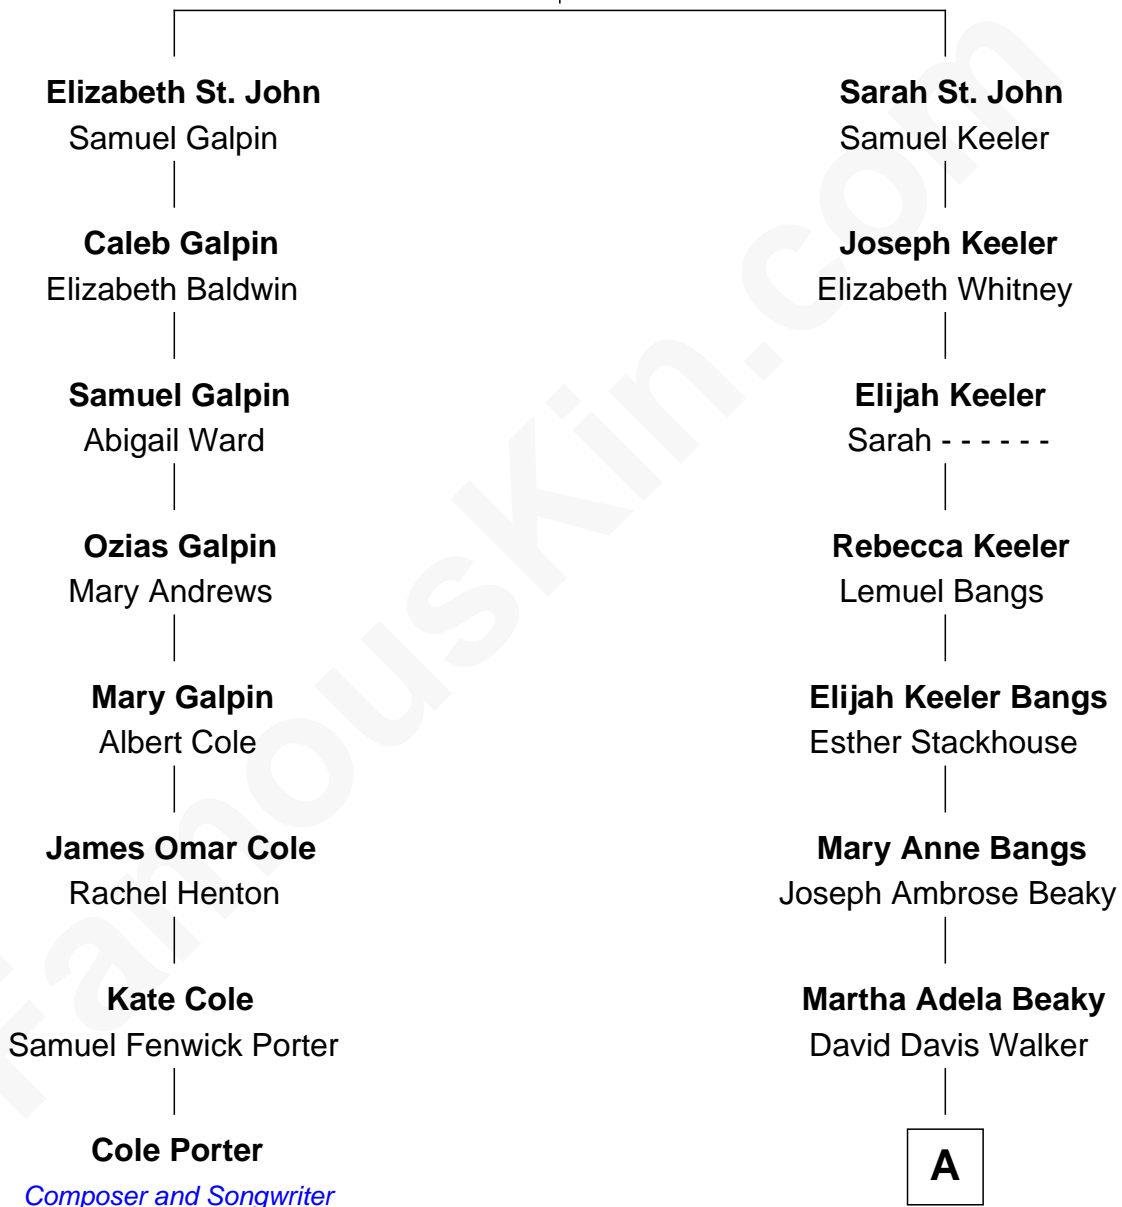 Elizabeth St. John
Samuel Galpin
Caleb Galpin
Elizabeth Baldwin
Samuel Galpin
Abigail Ward
Ozias Galpin
Mary Andrews
Mary Galpin
Albert Cole
James Omar Cole
Rachel Henton
Kate Cole
Samuel Fenwick Porter
Cole Porter
Composer and Songwriter
Sarah St. John
Samuel Keeler
Joseph Keeler
Elizabeth Whitney
Elijah Keeler
Sarah - - - - - -
Rebecca Keeler
Lemuel Bangs
Elijah Keeler Bangs
Esther Stackhouse
Mary Anne Bangs
Joseph Ambrose Beaky
Martha Adela Beaky
David Davis Walker
A
FamousKin.com